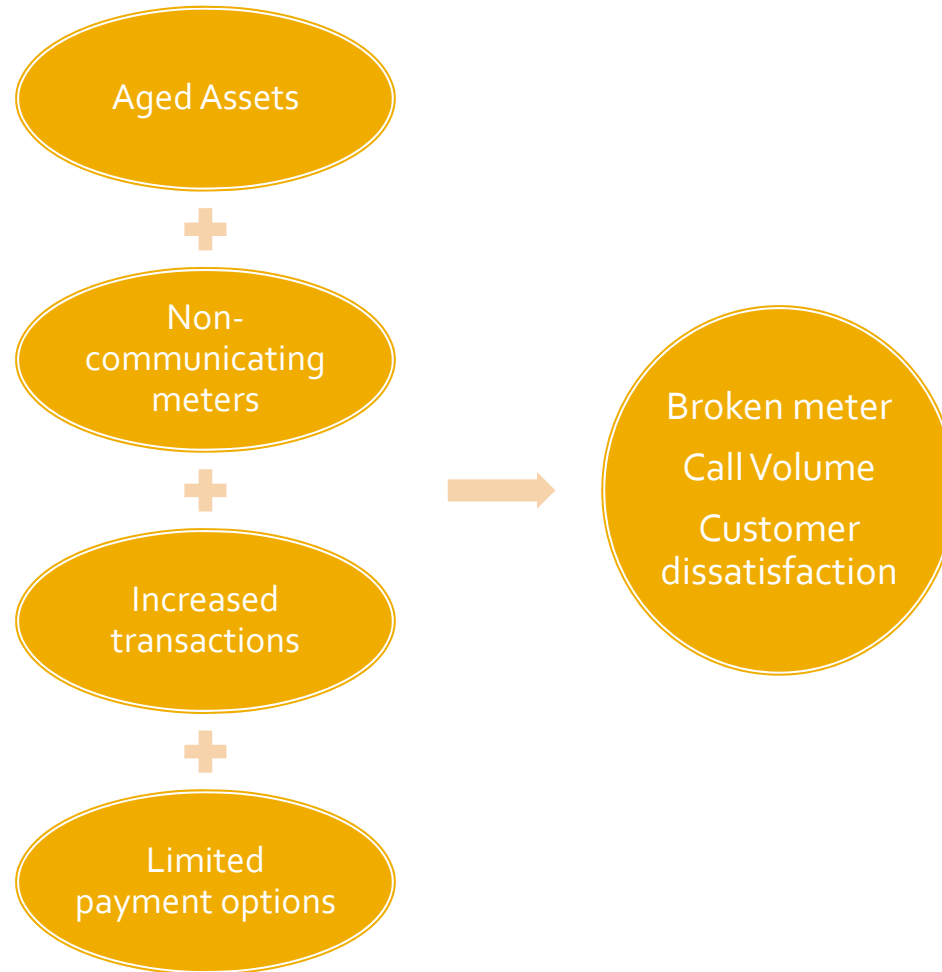 Aged Assets
Non-
communicating
meters
Increased
transactions
Limited
payment options
Broken meter
Call Volume
Customer
dissatisfaction